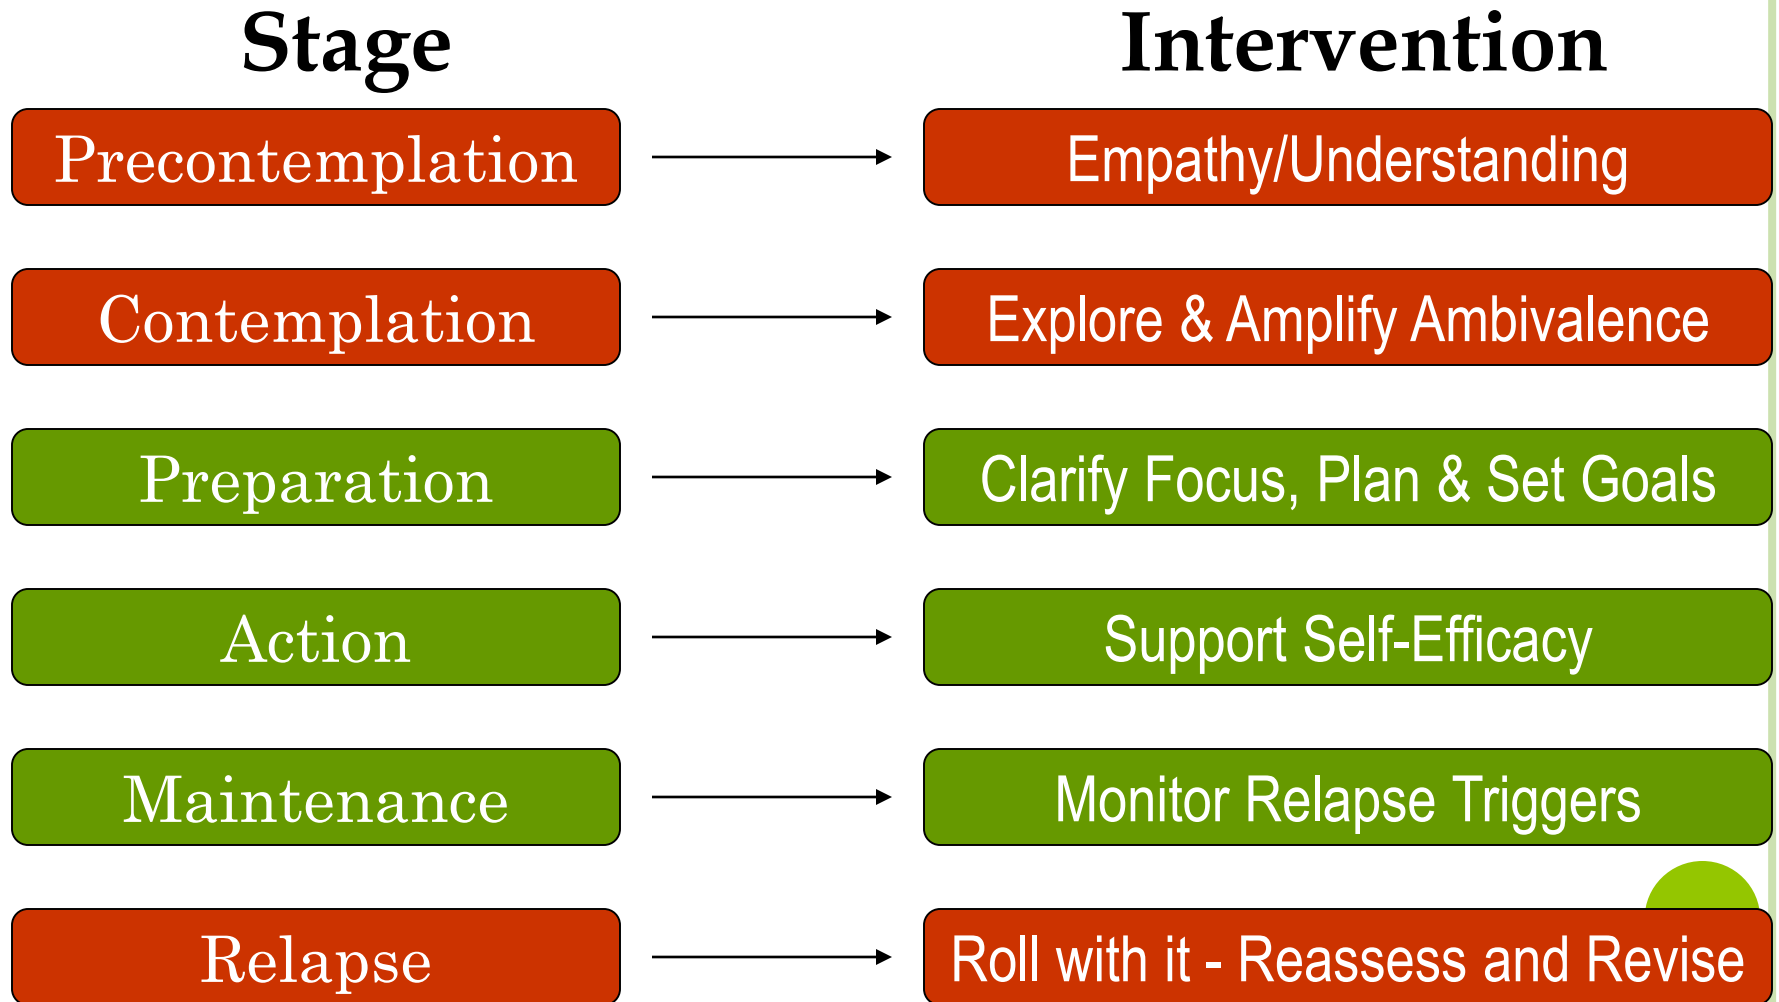 Stage Intervention
Precontemplation Empathy/Understanding
Contemplation Explore & Amplify Ambivalence
Preparation Clarify Focus, Plan & Set Goals
Action Support Self-Efficacy
Maintenance Monitor Relapse Triggers
Relapse Roll with it - Reassess and Revise